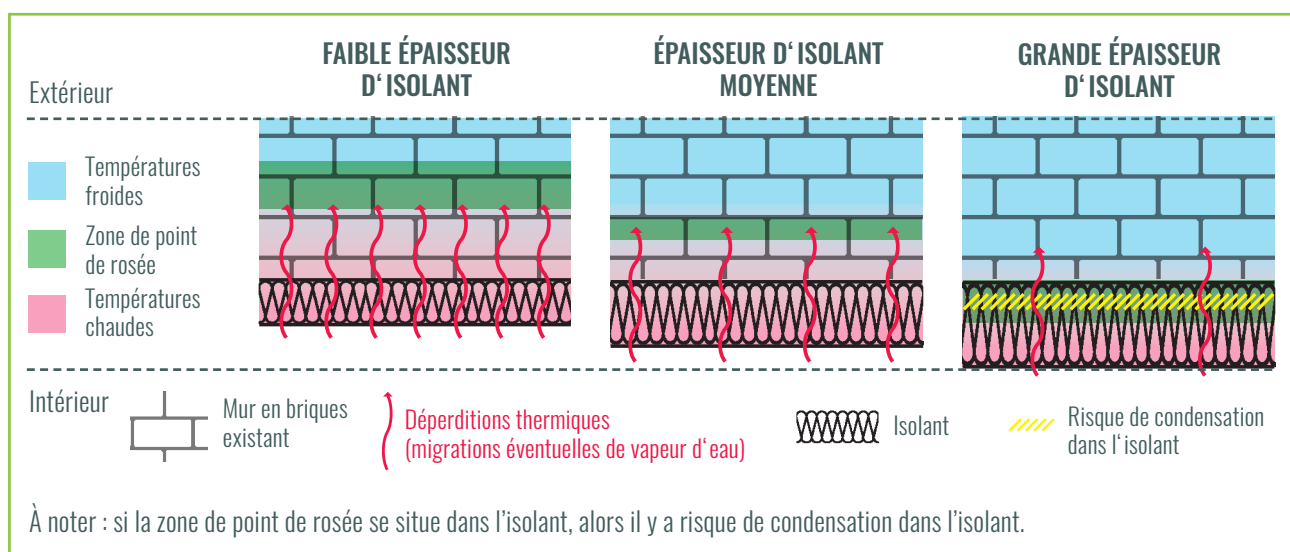 FAIBLE ÉPAISSEUR
D‘ISOLANT
ÉPAISSEUR D‘ISOLANT
MOYENNE
GRANDE ÉPAISSEUR
D‘ISOLANT
Extérieur
Températures
froides
Zone de point
de rosée
Températures
chaudes
Intérieur
Mur en briques
existant
Déperditions thermiques
(migrations éventuelles de vapeur d‘eau)
Isolant
Risque de condensation
dans l‘isolant
À noter : si la zone de point de rosée se situe dans l’isolant, alors il y a risque de condensation dans l’isolant.